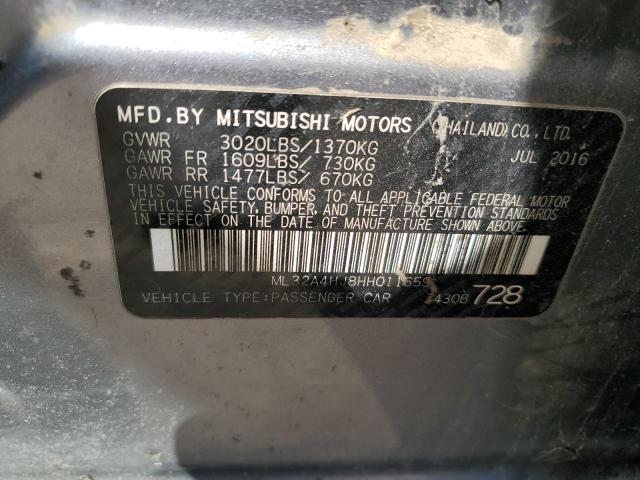 MFD.BY MITSUBISHI MOTORS (THAILAND)CO.,LTD.
GVWR 3020LBS/1370KG JUL 2016
GAWR FR 1609LBS/ 730KG
GAWR RR 1477LBS/ 670KG
THIS VEHICLE CONFORMS TO ALL APPLICABLE FEDERAL MOTOR
VEHICLE SAFETY, BUMPER, AND THEFT PREVENTION STANDARDS
IN EFFECT ON THE DATE OF MANUFACTURE SHOWN ABOVE.
ML32A4HJ8HH011659
VEHICLE TYPE:PASSENGER CAR 1430B 728